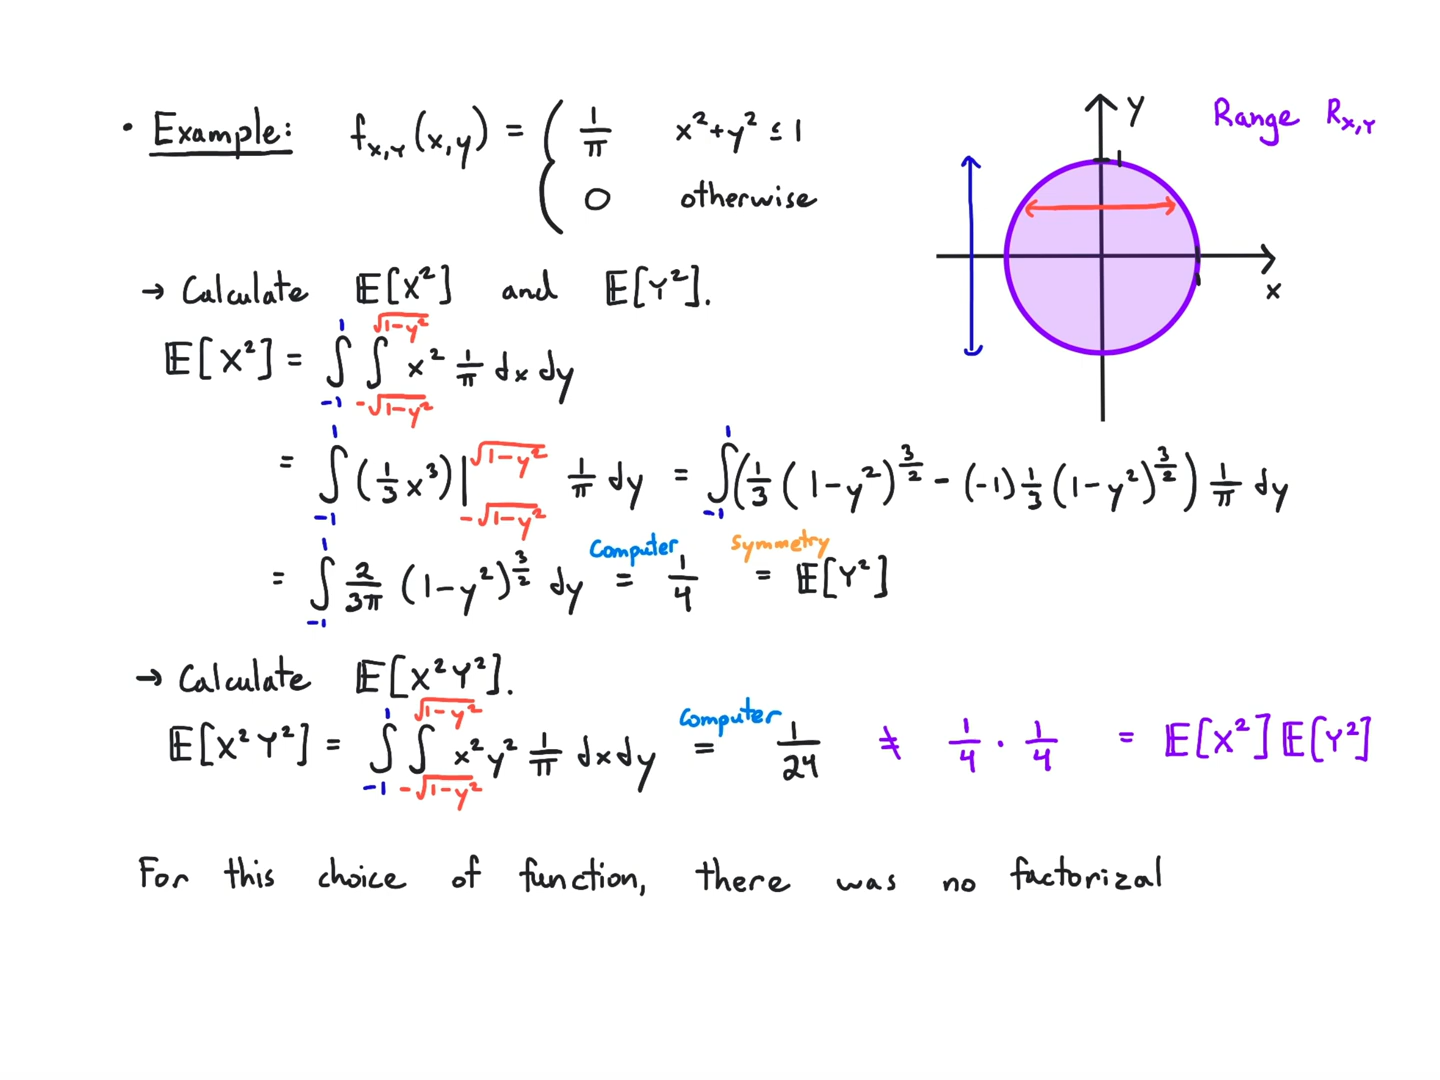 • Example: f_{X,Y}(x,y) = { 1/π   x²+y² ≤ 1
0   otherwise
y   Range R_{X,Y}
1
1
x
→ Calculate 𝔼[X²] and 𝔼[Y²].
𝔼[X²] = ∫_{-1}^{1} ∫_{-√(1-y²)}^{√(1-y²)} x² 1/π dx dy
= ∫_{-1}^{1} (1/3 x³)|_{-√(1-y²)}^{√(1-y²)} 1/π dy = ∫_{-1}^{1} (1/3 (1-y²)^{3/2} - (-1) 1/3 (1-y²)^{3/2}) 1/π dy
= ∫_{-1}^{1} 2/3π (1-y²)^{3/2} dy Computer = 1/4 Symmetry = 𝔼[Y²]
→ Calculate 𝔼[X²Y²].
𝔼[X²Y²] = ∫_{-1}^{1} ∫_{-√(1-y²)}^{√(1-y²)} x²y² 1/π dx dy Computer = 1/24 ≠ 1/4 · 1/4 = 𝔼[X²]𝔼[Y²]
For this choice of function, there was no factorizal